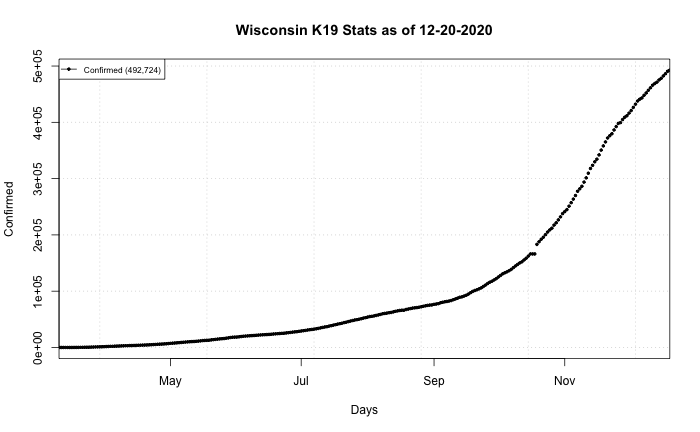 Wisconsin K19 Stats as of 12-20-2020
Confirmed (492,724)
Confirmed
5e+05
4e+05
3e+05
2e+05
1e+05
0e+00
May Jul Sep Nov
Days